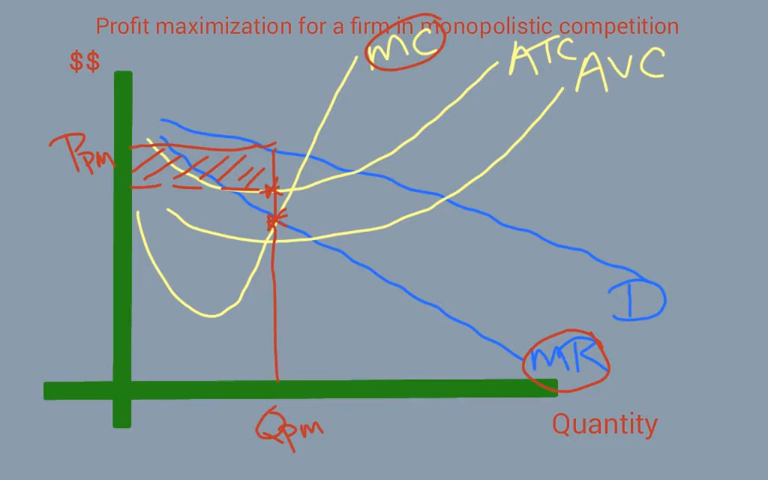 Profit maximization for a firm in monopolistic competition
$$
MC
ATC
AVC
Ppm
D
MR
Qpm
Quantity